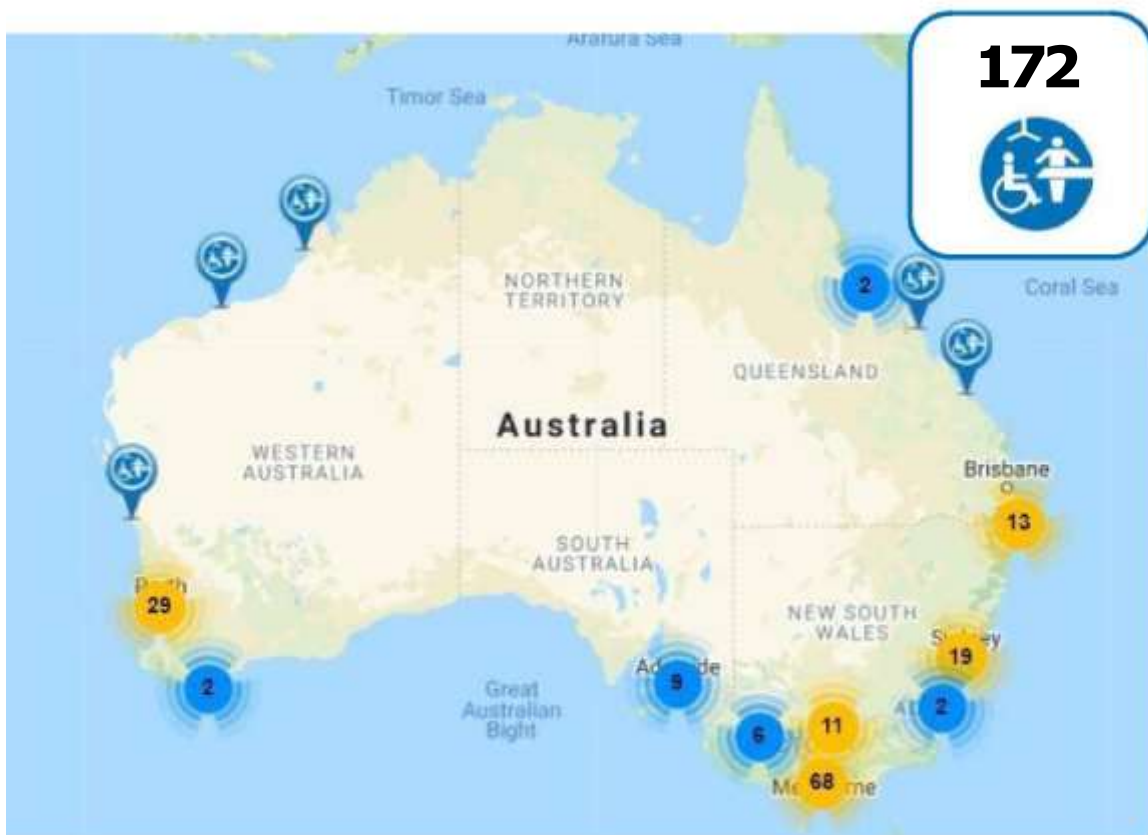 Arafura Sea
172
Timor Sea
NORTHERN
TERRITORY
2
Coral Sea
QUEENSLAND
Australia
WESTERN
AUSTRALIA
Brisbane
13
SOUTH
AUSTRALIA
29
NEW SOUTH
WALES
19
2
9
Great
Australian
Bight
2
6
11
68